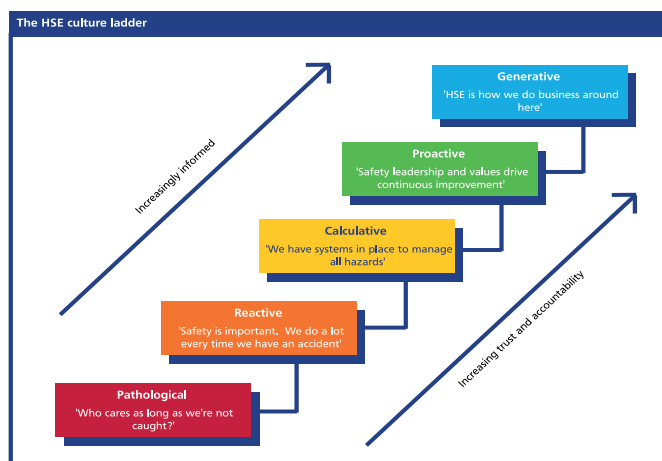 The HSE culture ladder
Generative
'HSE is how we do business around
here'
Increasingly informed
Proactive
'Safety leadership and values drive
continuous improvement'
Calculative
'We have systems in place to manage
all hazards'
Increasing trust and accountability
Reactive
'Safety is important.  We do a lot
every time we have an accident'
Pathological
'Who cares as long as we're not
caught?'